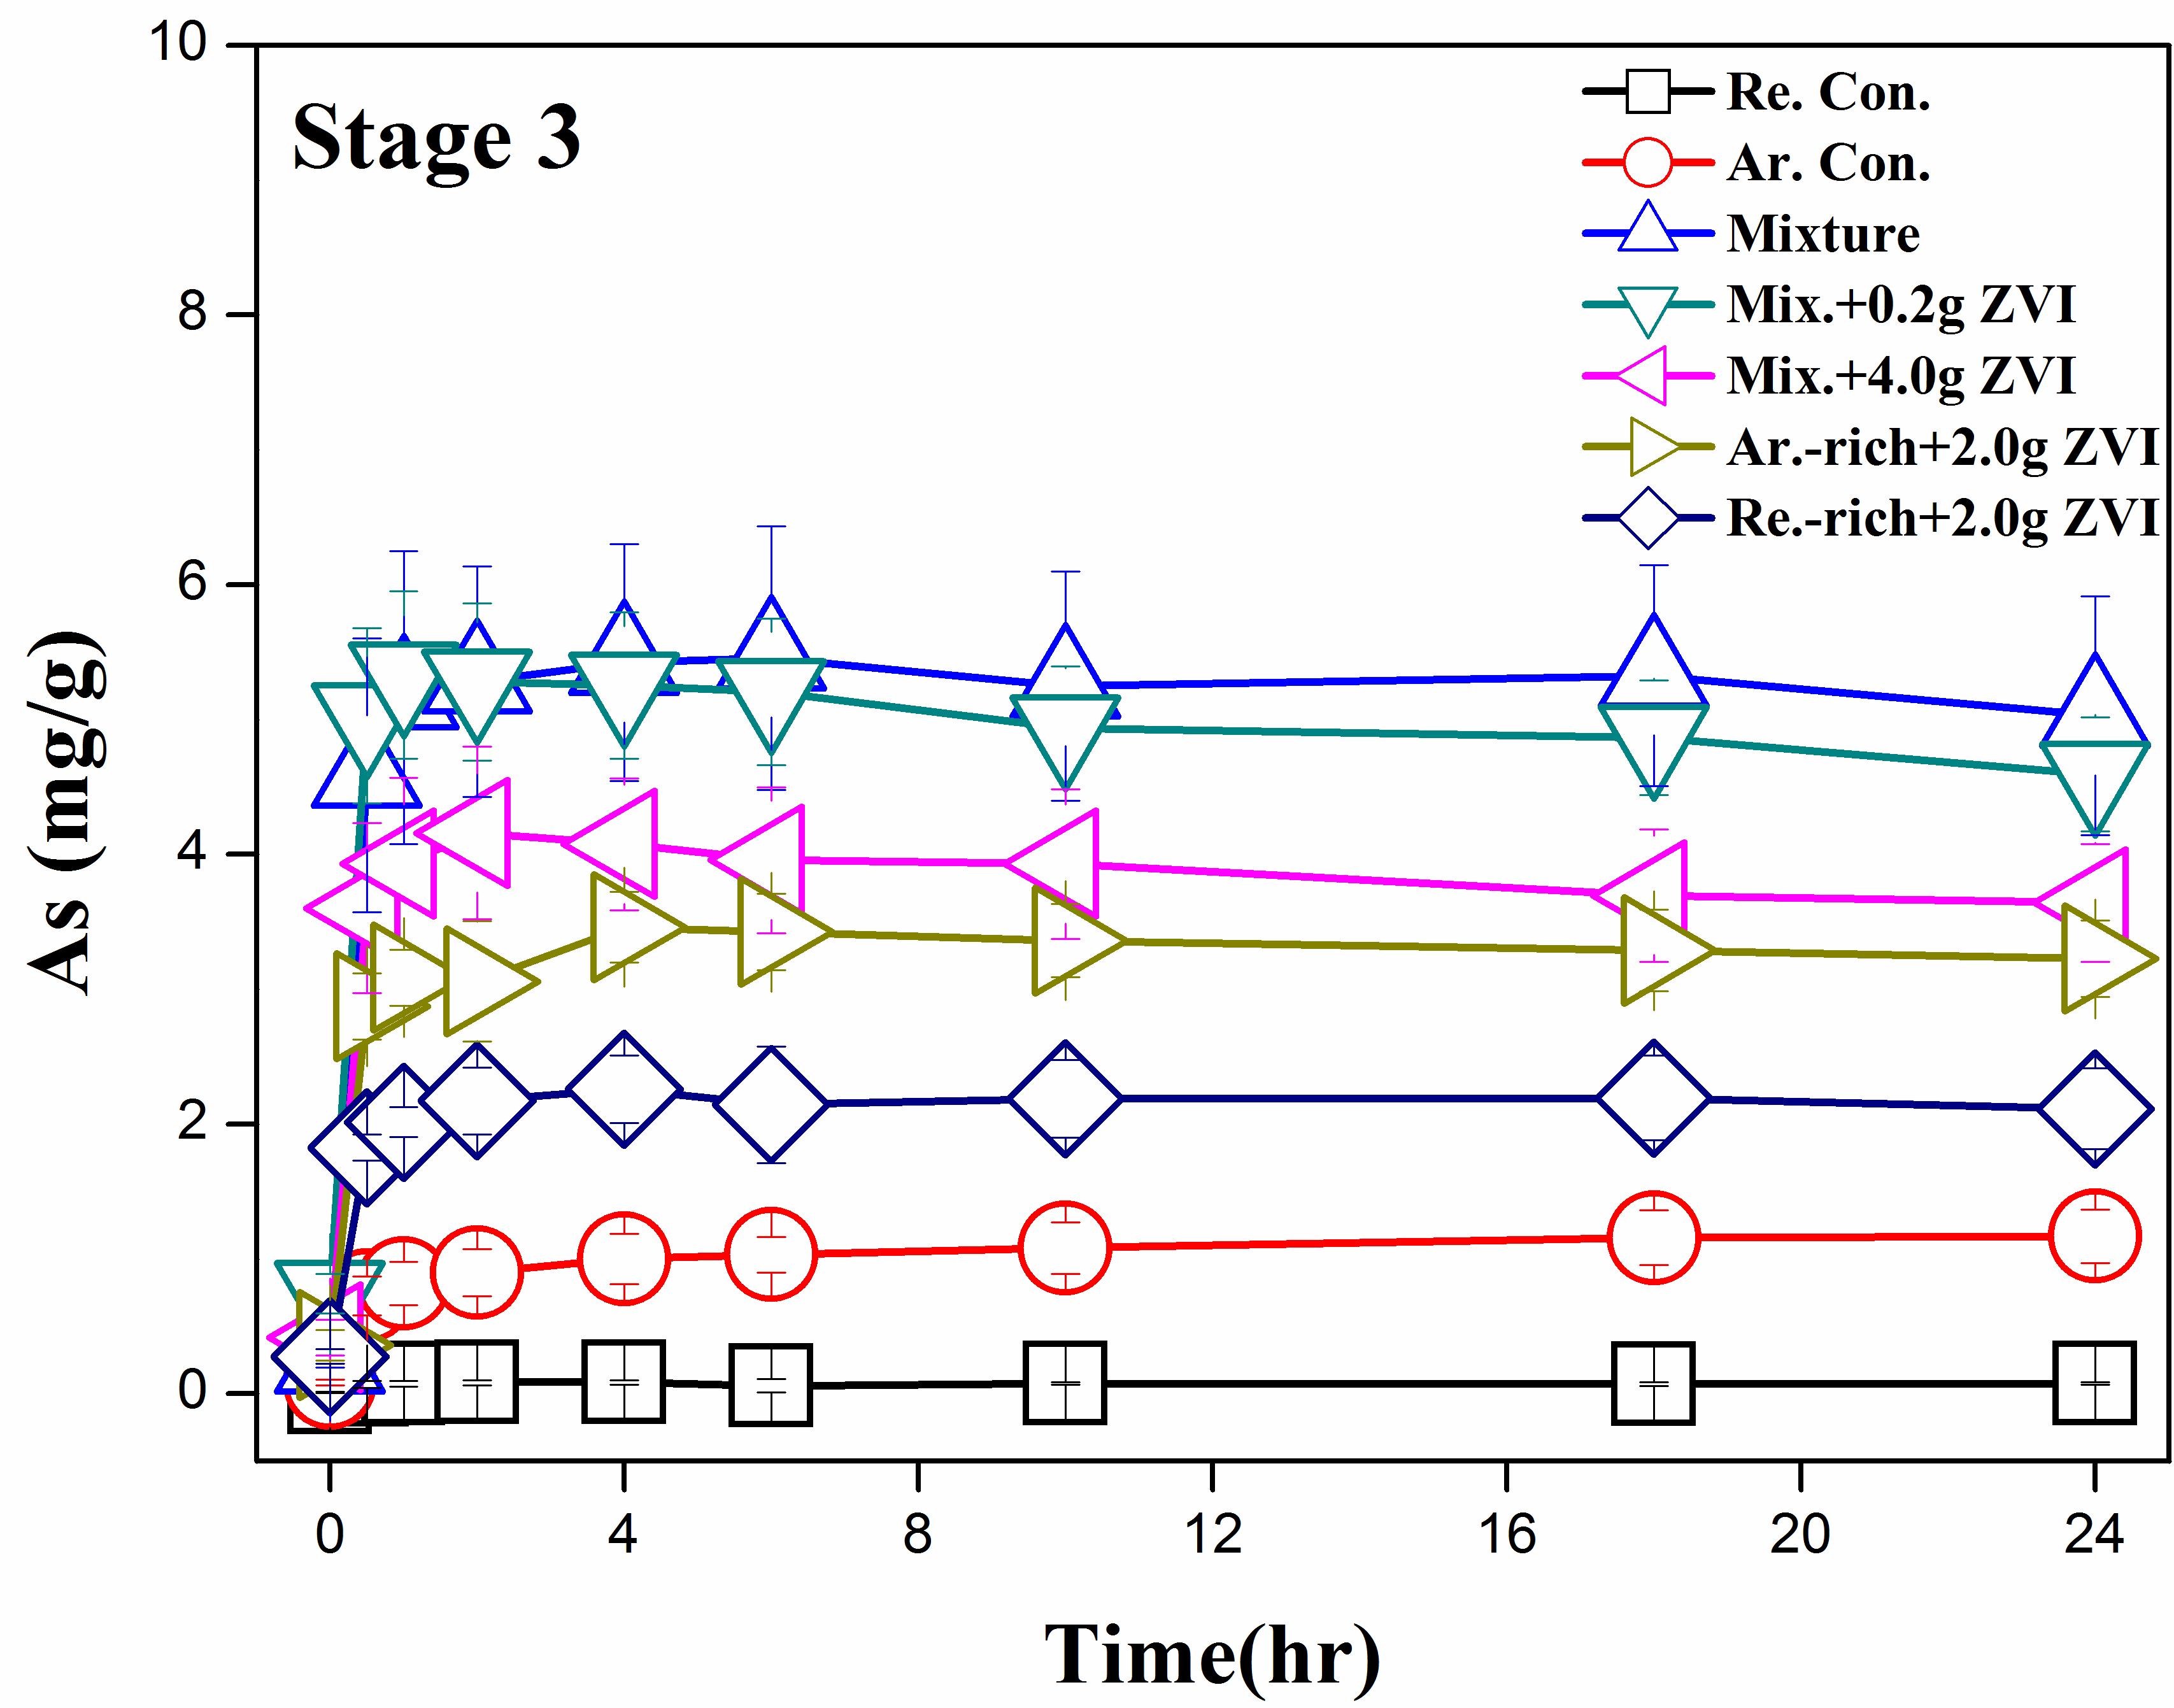 Stage 3
Re. Con.
Ar. Con.
Mixture
Mix.+0.2g ZVI
Mix.+4.0g ZVI
Ar.-rich+2.0g ZVI
Re.-rich+2.0g ZVI
As (mg/g)
10
8
6
4
2
0
0 4 8 12 16 20 24
Time(hr)